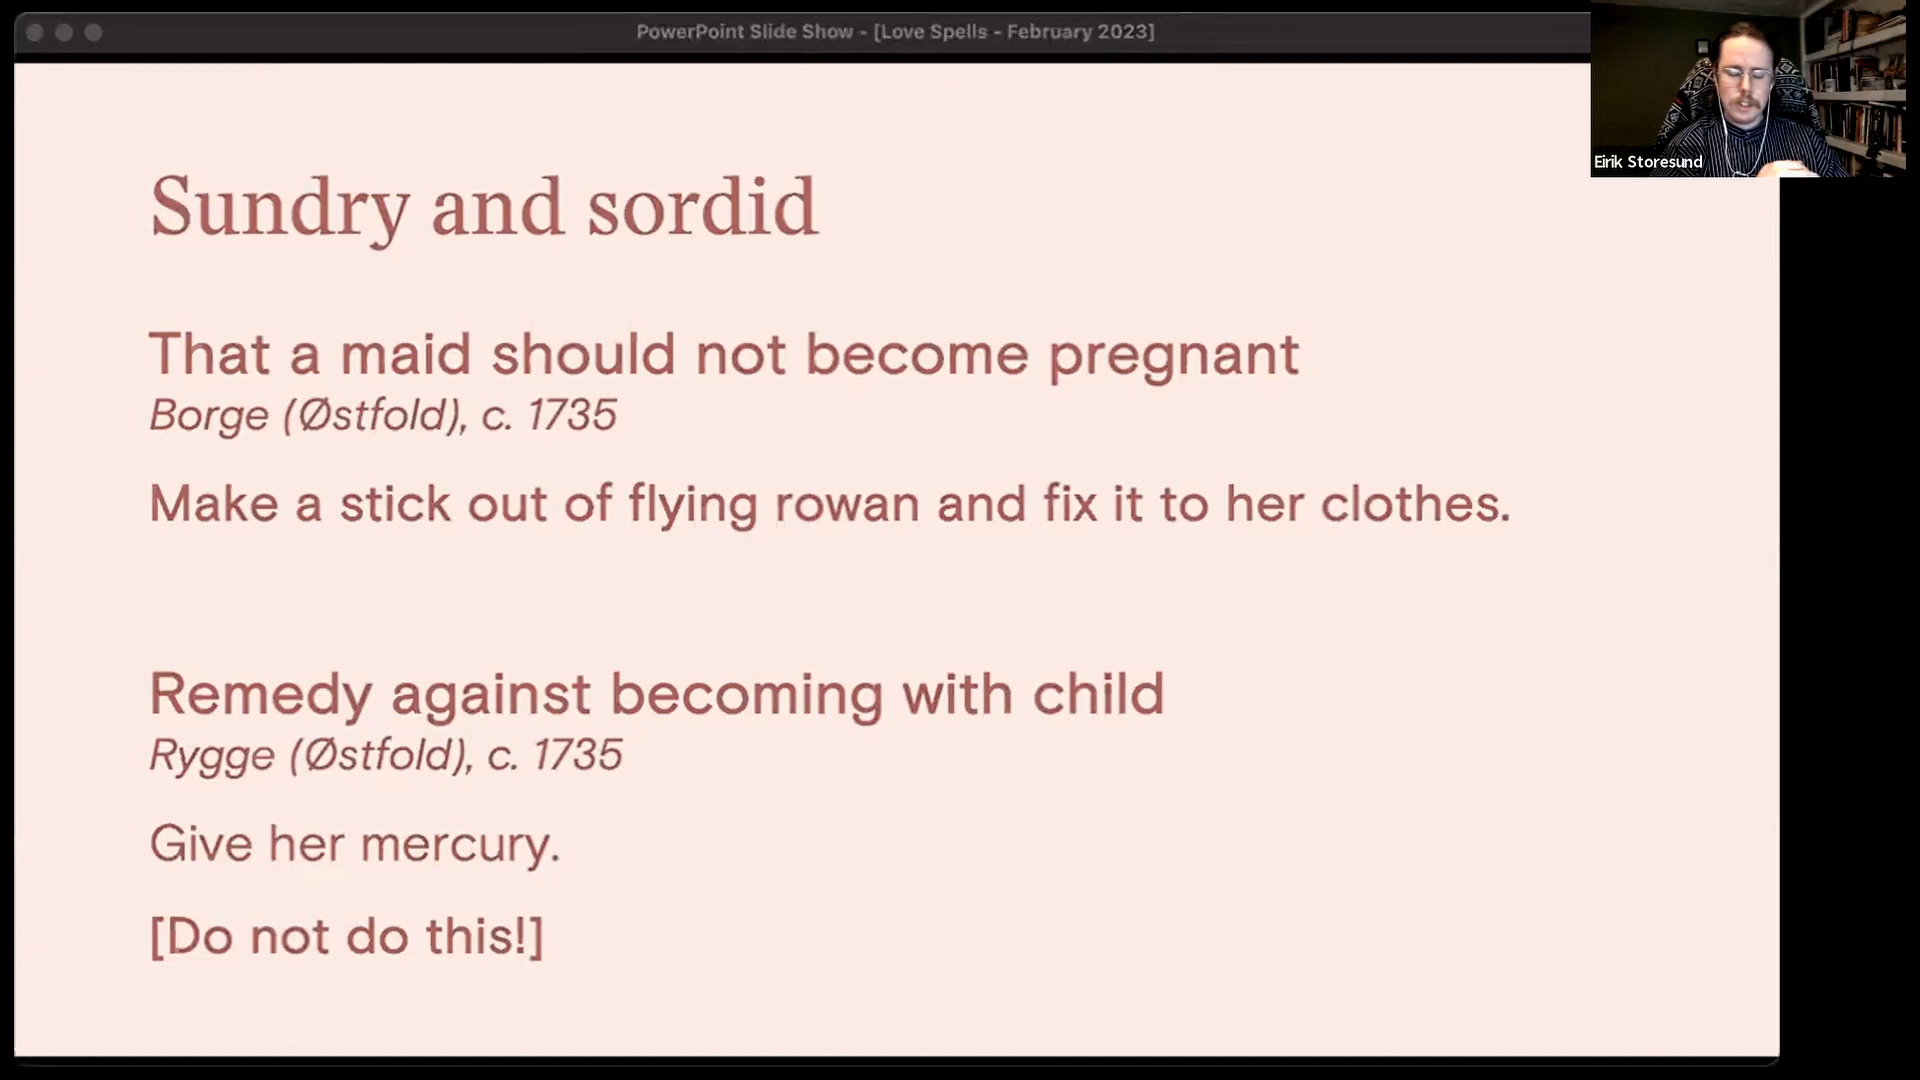 PowerPoint Slide Show - [Love Spells - February 2023]
Eirik Storesund
Sundry and sordid
That a maid should not become pregnant
Borge (Østfold), c. 1735
Make a stick out of flying rowan and fix it to her clothes.
Remedy against becoming with child
Rygge (Østfold), c. 1735
Give her mercury.
[Do not do this!]